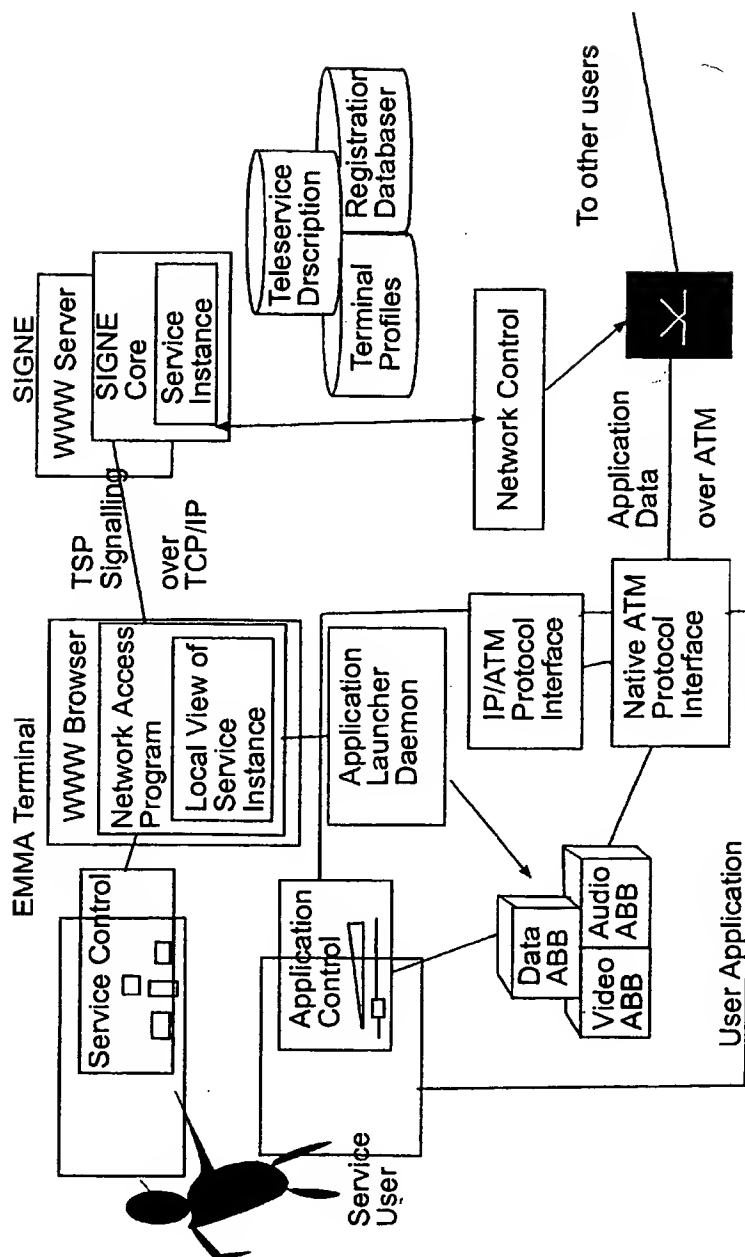 EMMA Terminal
SIGNE
Service Control
WWW Browser
Network Access
Program
Local View of
Service
Instance
TSP
Signalling
over
TCP/IP
WWW Server
SIGNE
Core
Service
Instance
Teleservice
Drscription
Terminal
Profiles
Registration
Databaser
Service
User
Application
Control
Application
Launcher
Daemon
Network Control
IP/ATM
Protocol
Interface
Data
ABB
Video
ABB
Audio
ABB
Native ATM
Protocol
Interface
Application
Data
over ATM
To other users
User Application